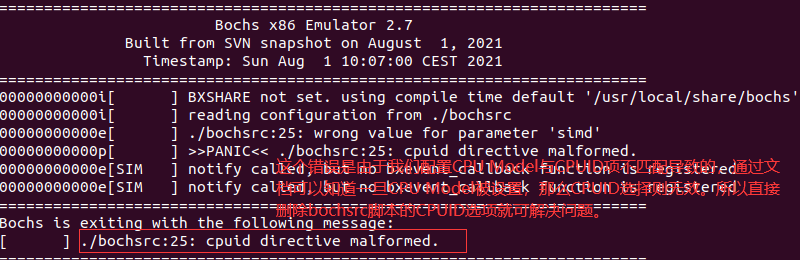 ========================================================================
Bochs x86 Emulator 2.7
Built from SVN snapshot on August  1, 2021
Timestamp: Sun Aug  1 10:07:00 CEST 2021
========================================================================
00000000000i[      ] BXSHARE not set. using compile time default '/usr/local/share/bochs'
00000000000i[      ] reading configuration from ./bochsrc
00000000000e[      ] ./bochsrc:25: wrong value for parameter 'simd'
00000000000p[      ] >>PANIC<< ./bochsrc:25: cpuid directive malformed.
这个错误是由于我们配置CPU Model与CPUID项不匹配导致的，通过文
00000000000e[SIM   ] notify called, but no bxevent_callback function is registered
00000000000e[SIM   ] notify called, but no bxevent_callback function is registered
档可以知道一旦CPU Model被设置，那么CPUID选择则无效。所以直接
删除bochsrc脚本的CPUID选项就可解决问题。
========================================================================
Bochs is exiting with the following message:
[      ] ./bochsrc:25: cpuid directive malformed.
========================================================================